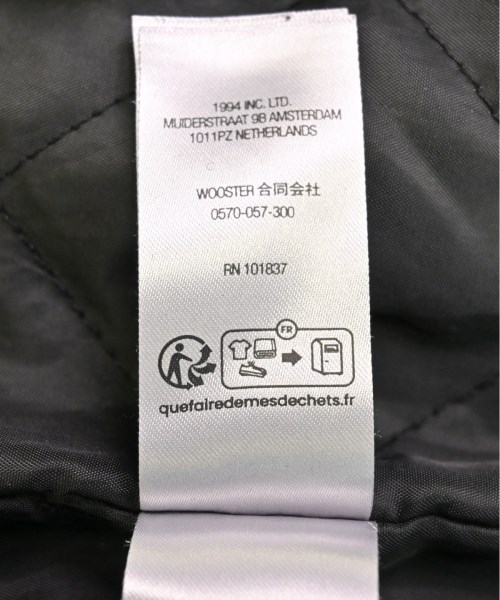 1994 INC. LTD.
MUIDERSTRAAT 9B AMSTERDAM
1011PZ NETHERLANDS
WOOSTER 合同会社
0570-057-300
RN 101837
FR
quefairedemesdechets.fr